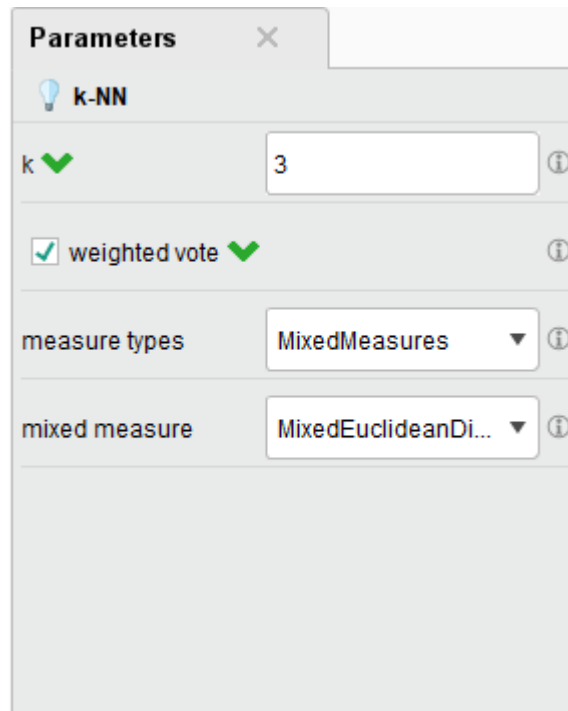 Parameters
k-NN
k 3
weighted vote
measure types MixedMeasures
mixed measure MixedEuclideanDi...